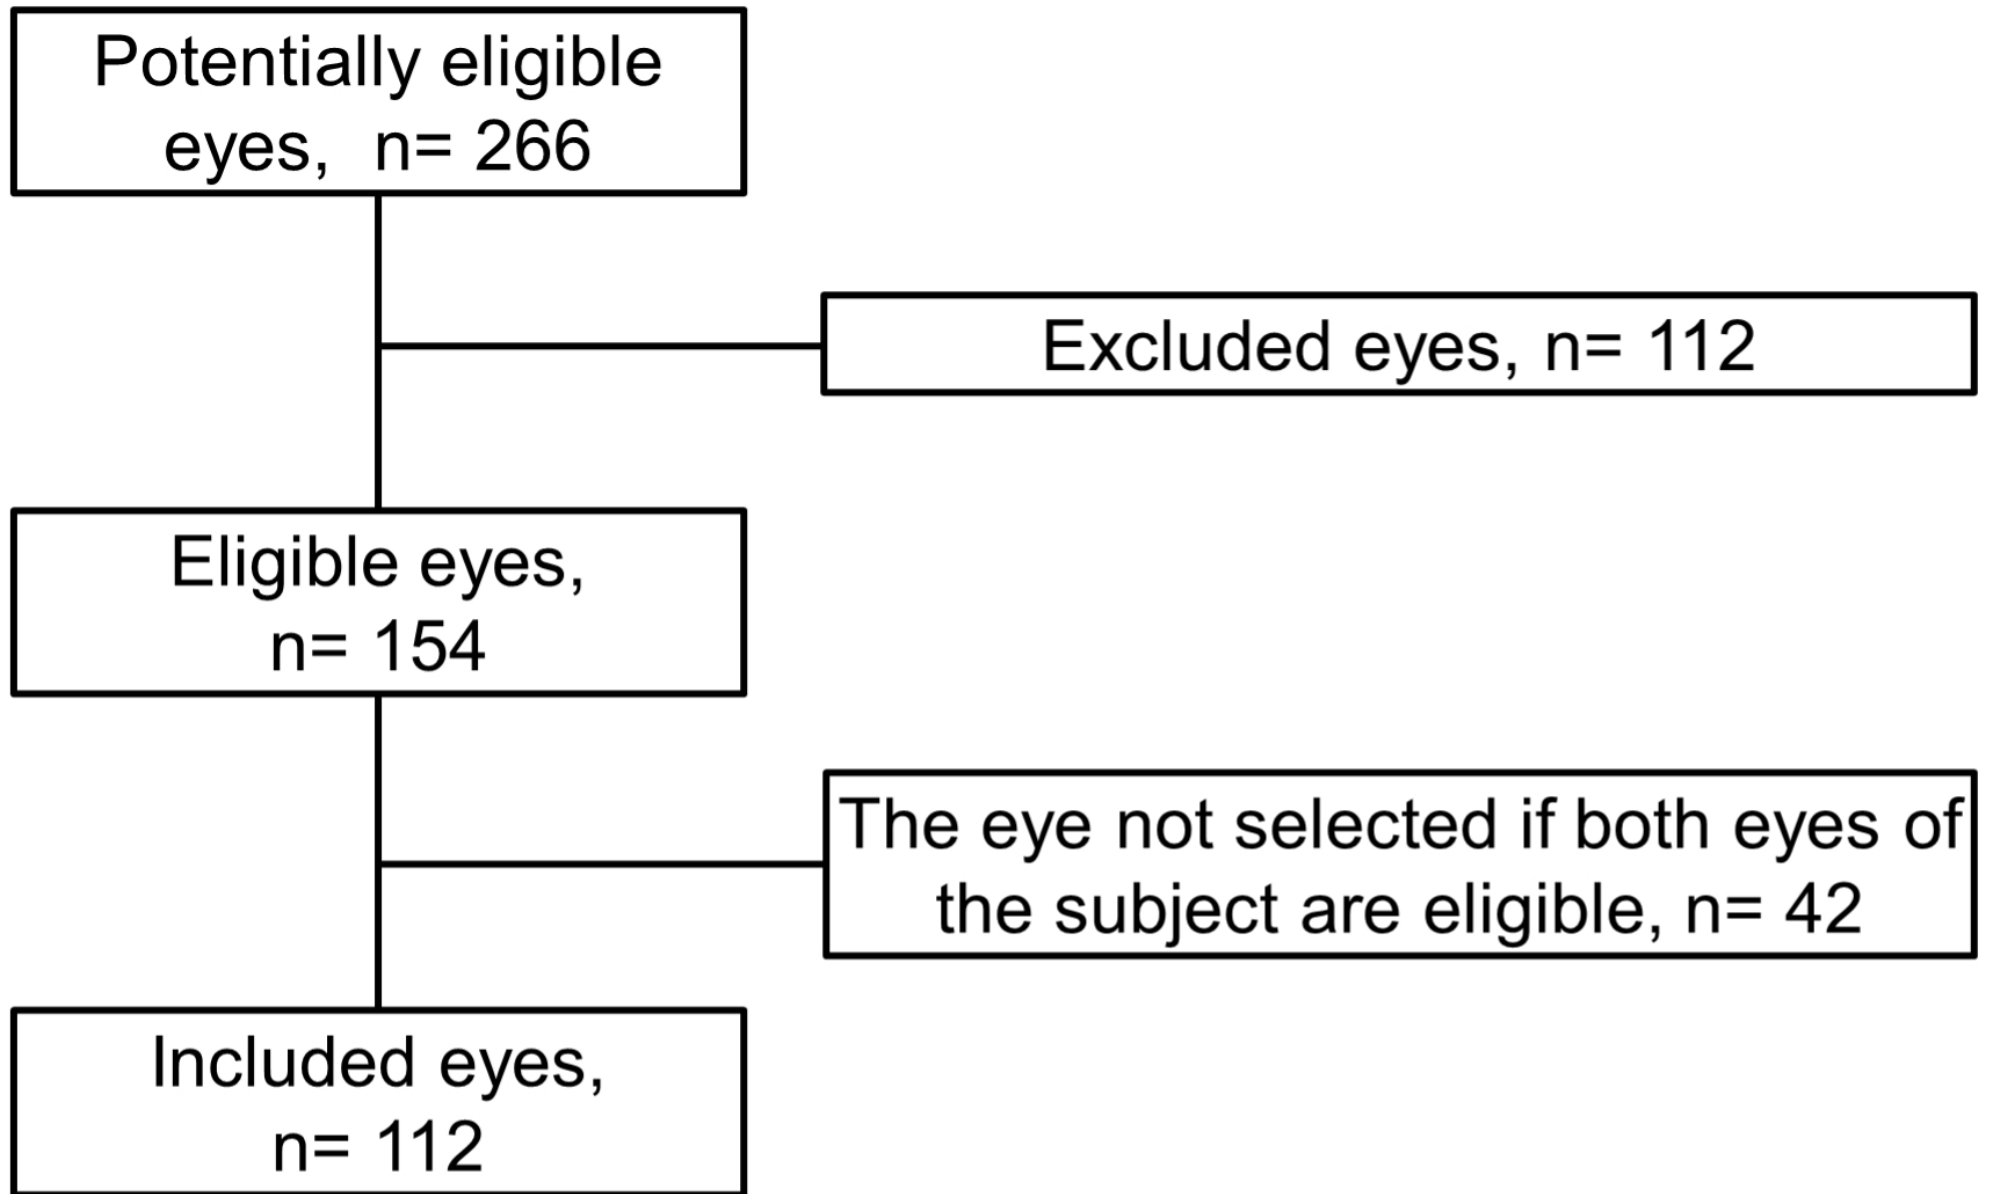 Potentially eligible
eyes,  n= 266
Excluded eyes, n= 112
Eligible eyes,
n= 154
The eye not selected if both eyes of
the subject are eligible, n= 42
Included eyes,
n= 112